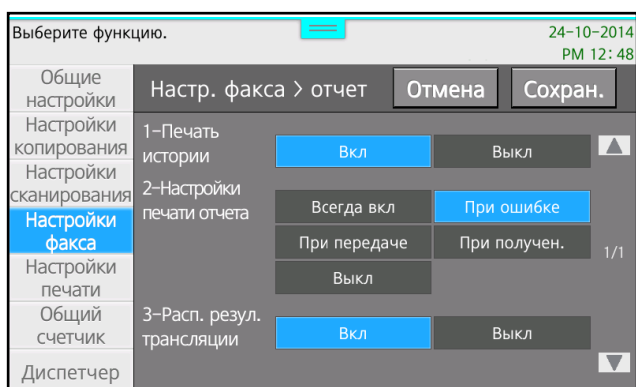 Выберите функцию.
24-10-2014
PM 12:48
Общие
настройки
Настройки
копирования
Настройки
сканирования
Настройки
факса
Настройки
печати
Общий
счетчик
Диспетчер
Настр. факса > отчет
Отмена
Сохран.
1-Печать
истории
Вкл
Выкл
2-Настройки
печати отчета
Всегда вкл
При ошибке
При передаче
При получен.
Выкл
1/1
3-Расп. резул.
трансляции
Вкл
Выкл